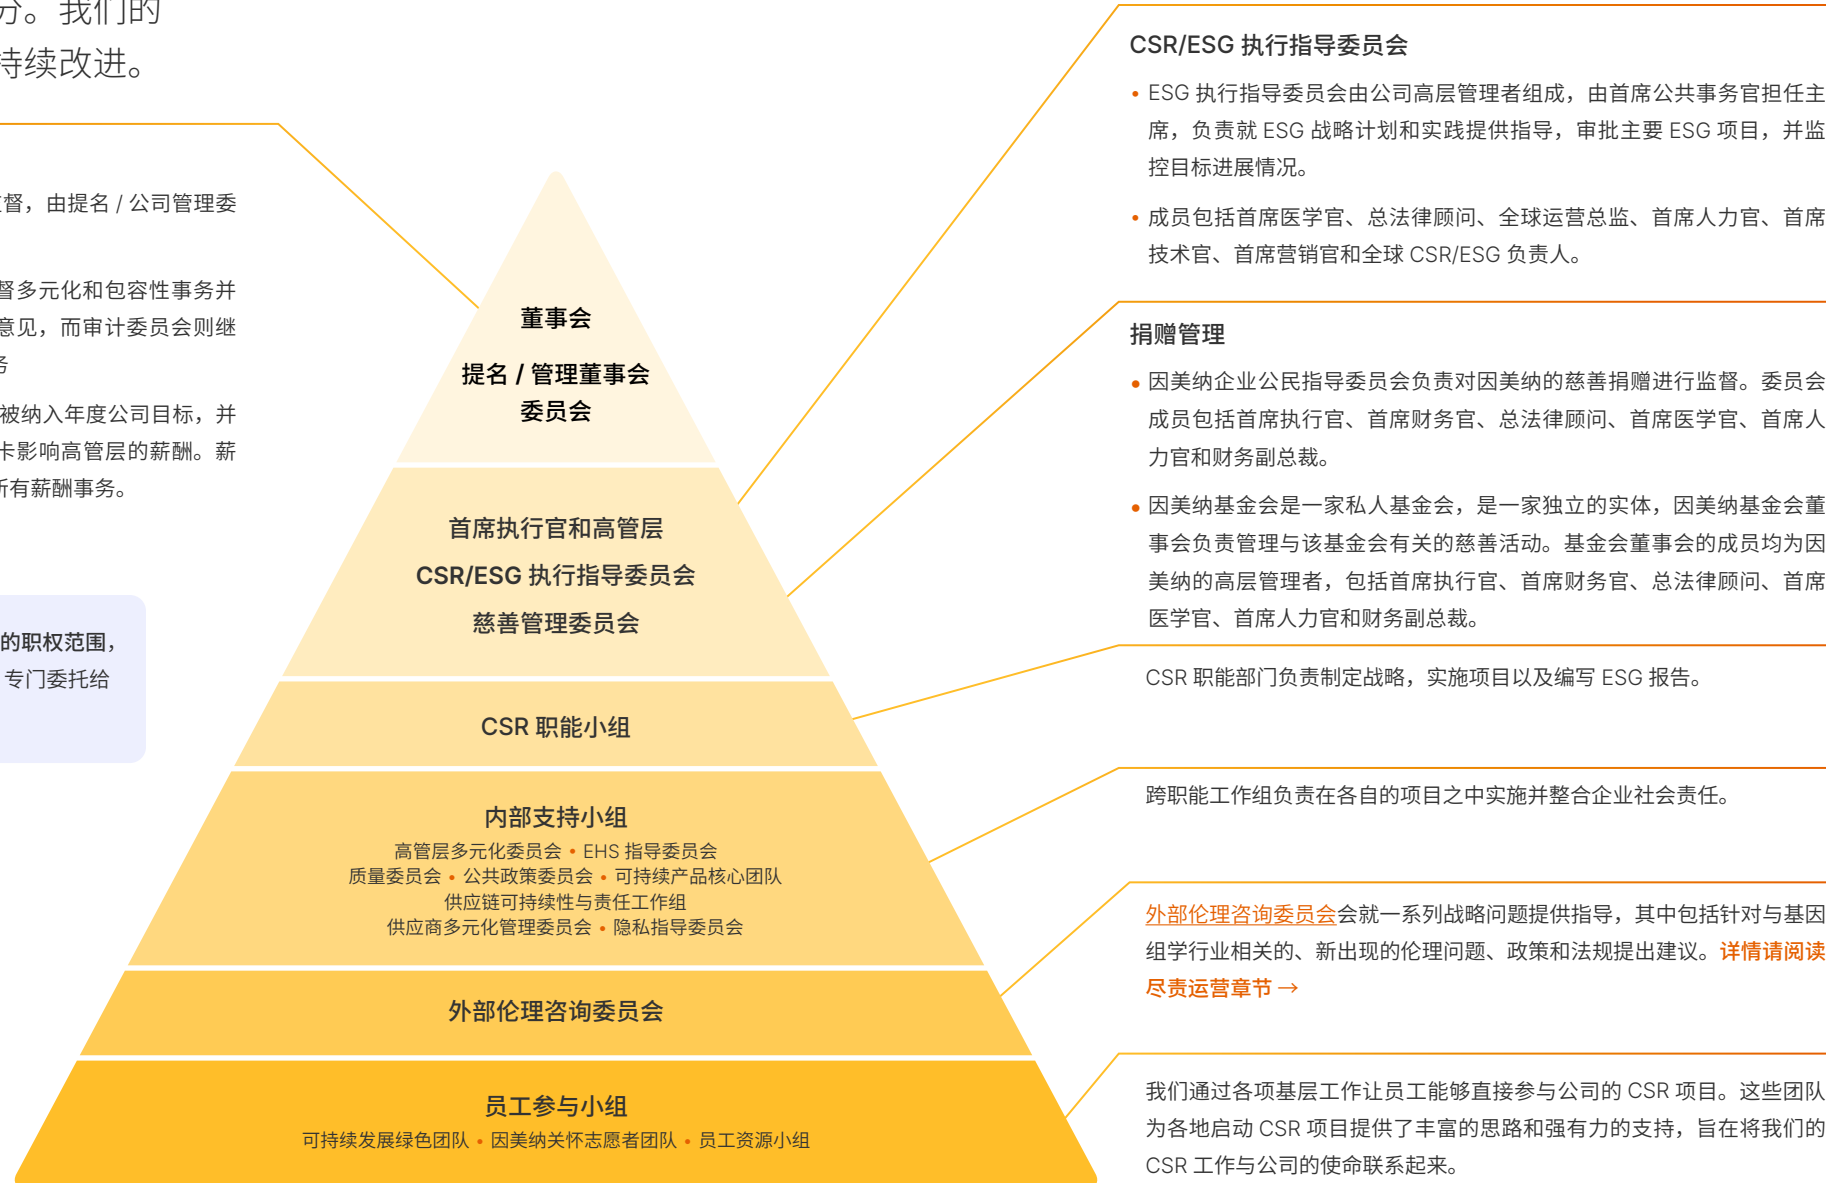 分。我们的
持续改进。
督，由提名 / 公司管理委
督多元化和包容性事务并
意见，而审计委员会则继
务
被纳入年度公司目标，并
卡影响高管层的薪酬。薪
所有薪酬事务。
的职权范围，
专门委托给
董事会
提名 / 管理董事会
委员会
首席执行官和高管层
CSR/ESG 执行指导委员会
慈善管理委员会
CSR 职能小组
内部支持小组
高管层多元化委员会 • EHS 指导委员会
质量委员会 • 公共政策委员会 • 可持续产品核心团队
供应链可持续性与责任工作组
供应商多元化管理委员会 • 隐私指导委员会
外部伦理咨询委员会
员工参与小组
可持续发展绿色团队 • 因美纳关怀志愿者团队 • 员工资源小组
CSR/ESG 执行指导委员会
• ESG 执行指导委员会由公司高层管理者组成，由首席公共事务官担任主
席，负责就 ESG 战略计划和实践提供指导，审批主要 ESG 项目，并监
控目标进展情况。
• 成员包括首席医学官、总法律顾问、全球运营总监、首席人力官、首席
技术官、首席营销官和全球 CSR/ESG 负责人。
捐赠管理
• 因美纳企业公民指导委员会负责对因美纳的慈善捐赠进行监督。委员会
成员包括首席执行官、首席财务官、总法律顾问、首席医学官、首席人
力官和财务副总裁。
• 因美纳基金会是一家私人基金会，是一家独立的实体，因美纳基金会董
事会负责管理与该基金会有关的慈善活动。基金会董事会的成员均为因
美纳的高层管理者，包括首席执行官、首席财务官、总法律顾问、首席
医学官、首席人力官和财务副总裁。
CSR 职能部门负责制定战略，实施项目以及编写 ESG 报告。
跨职能工作组负责在各自的项目之中实施并整合企业社会责任。
外部伦理咨询委员会会就一系列战略问题提供指导，其中包括针对与基因
组学行业相关的、新出现的伦理问题、政策和法规提出建议。详情请阅读
尽责运营章节 →
我们通过各项基层工作让员工能够直接参与公司的 CSR 项目。这些团队
为各地启动 CSR 项目提供了丰富的思路和强有力的支持，旨在将我们的
CSR 工作与公司的使命联系起来。